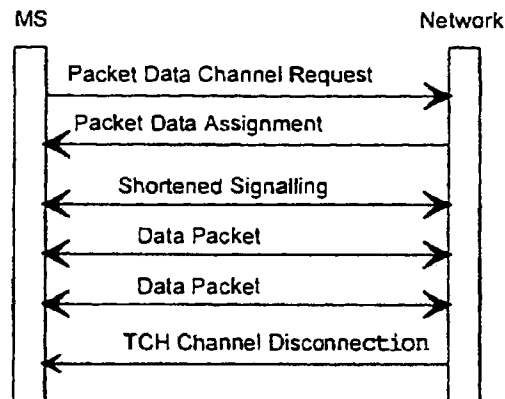 MS
Network
Packet Data Channel Request
Packet Data Assignment
Shortened Signalling
Data Packet
Data Packet
TCH Channel Disconnection